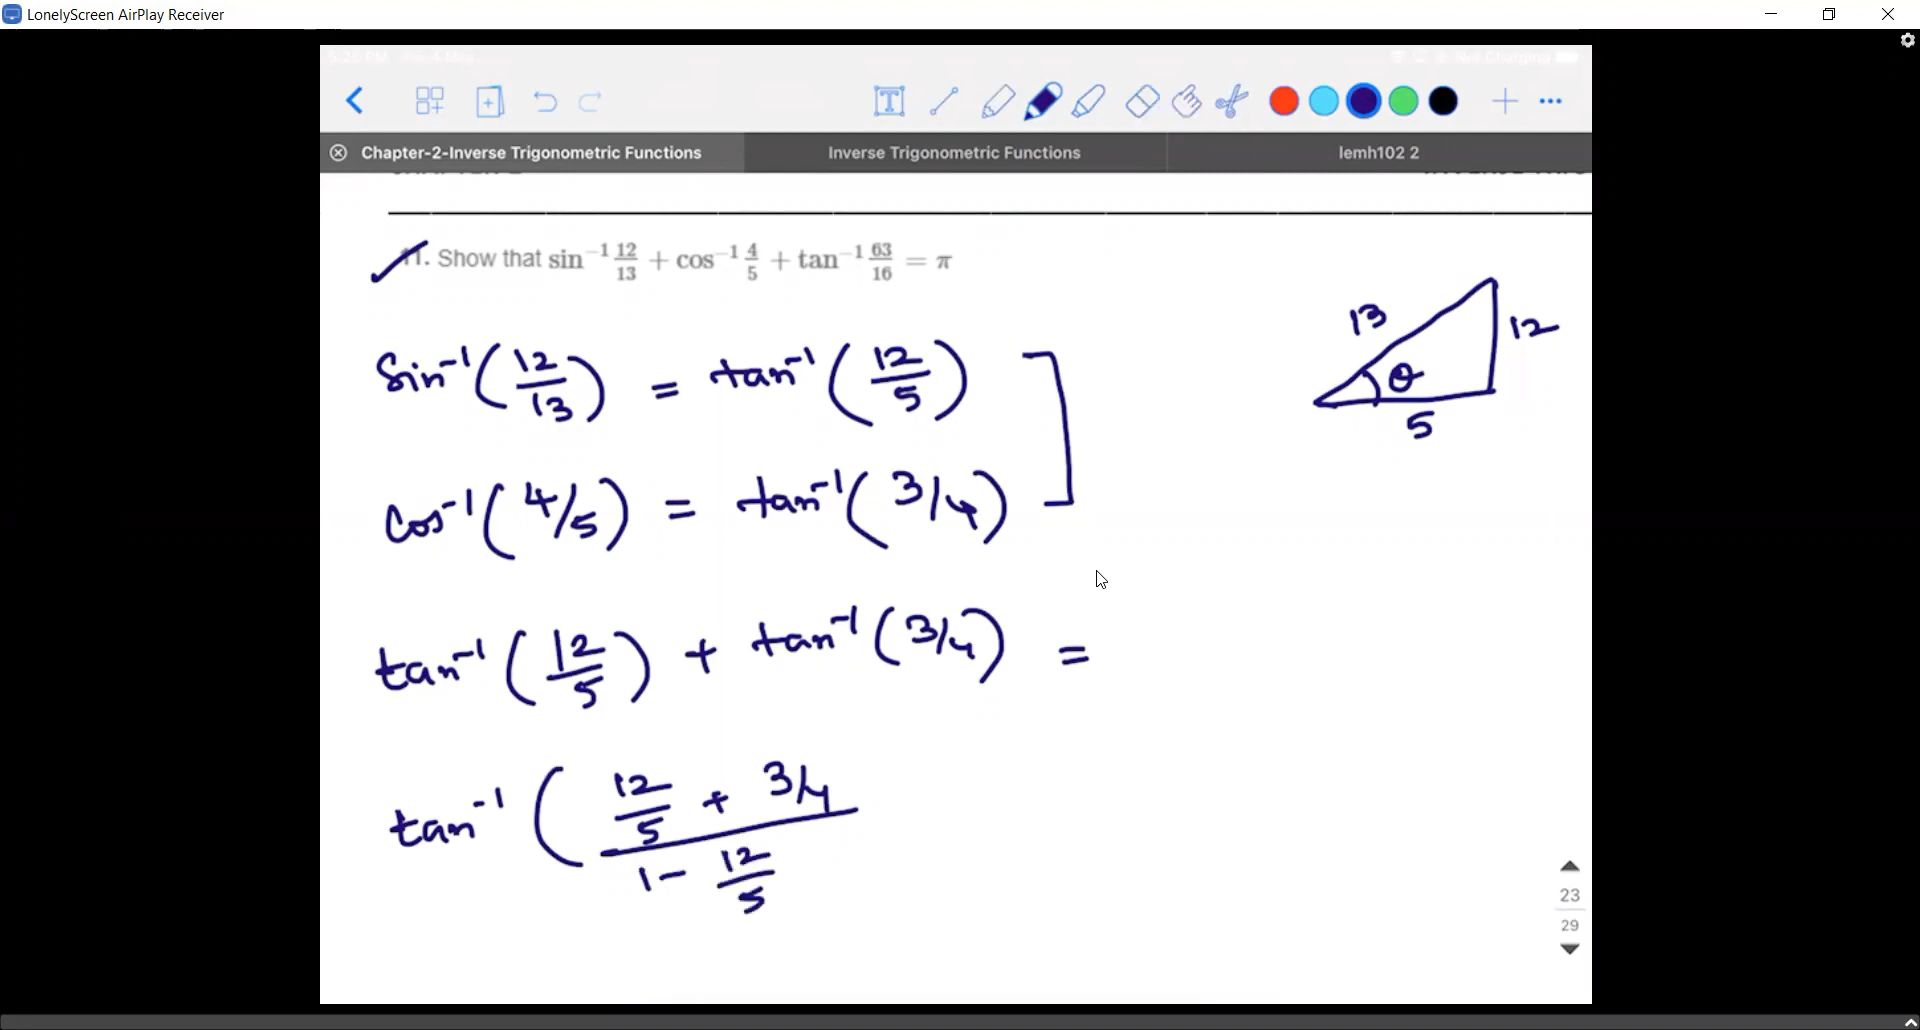 LonelyScreen AirPlay Receiver
Chapter-2-Inverse Trigonometric Functions
Inverse Trigonometric Functions
lemh102 2
11. Show that sin⁻¹ 12/13 + cos⁻¹ 4/5 + tan⁻¹ 63/16 = π
13
12
θ
5
Sin⁻¹(12/13) = tan⁻¹(12/5)
Cos⁻¹(4/5) = tan⁻¹(3/4)
tan⁻¹(12/5) + tan⁻¹(3/4) =
tan⁻¹( (12/5 + 3/4) / (1 - 12/5
23
29